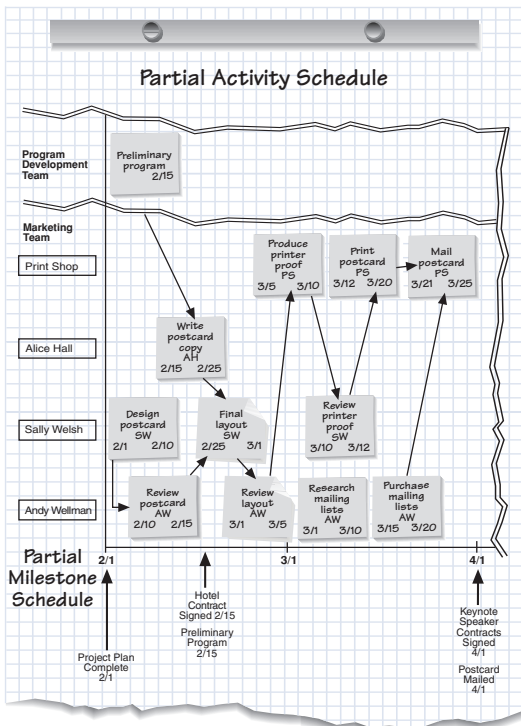 Partial Activity Schedule
Program
Development
Team
Preliminary
program
2/15
Marketing
Team
Print Shop
Produce
printer
proof
PS
3/5 3/10
Print
postcard
PS
3/12 3/20
Mail
postcard
PS
3/21 3/25
Alice Hall
Write
postcard
copy
AH
2/15 2/25
Sally Welsh
Design
postcard
SW
2/1 2/10
Final
layout
SW
2/25 3/1
Review
printer
proof
SW
3/10 3/12
Andy Wellman
Review
postcard
AW
2/10 2/15
Review
layout
AW
3/1 3/5
Research
mailing
lists
AW
3/1 3/10
Purchase
mailing
lists
AW
3/15 3/20
Partial
Milestone
Schedule
2/1
3/1
4/1
Project Plan
Complete
2/1
Hotel
Contract
Signed 2/15
Preliminary
Program
2/15
Keynote
Speaker
Contracts
Signed
4/1
Postcard
Mailed
4/1